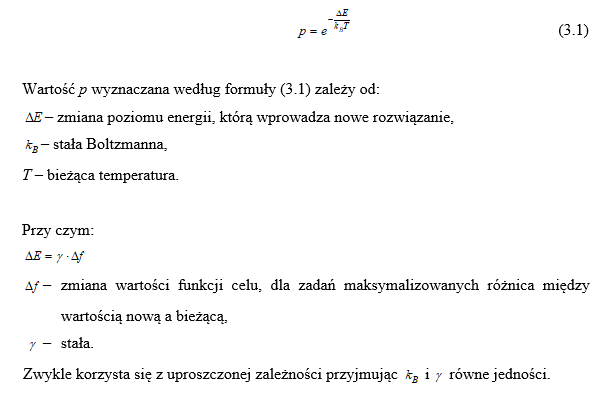 p = e^{-\frac{ΔE}{k_B T}} (3.1)
Wartość p wyznaczana według formuły (3.1) zależy od:
ΔE – zmiana poziomu energii, którą wprowadza nowe rozwiązanie,
k_B – stała Boltzmanna,
T – bieżąca temperatura.
Przy czym:
ΔE = γ · Δf
Δf – zmiana wartości funkcji celu, dla zadań maksymalizowanych różnica między
wartością nową a bieżącą,
γ – stała.
Zwykle korzysta się z uproszczonej zależności przyjmując k_B i γ równe jedności.